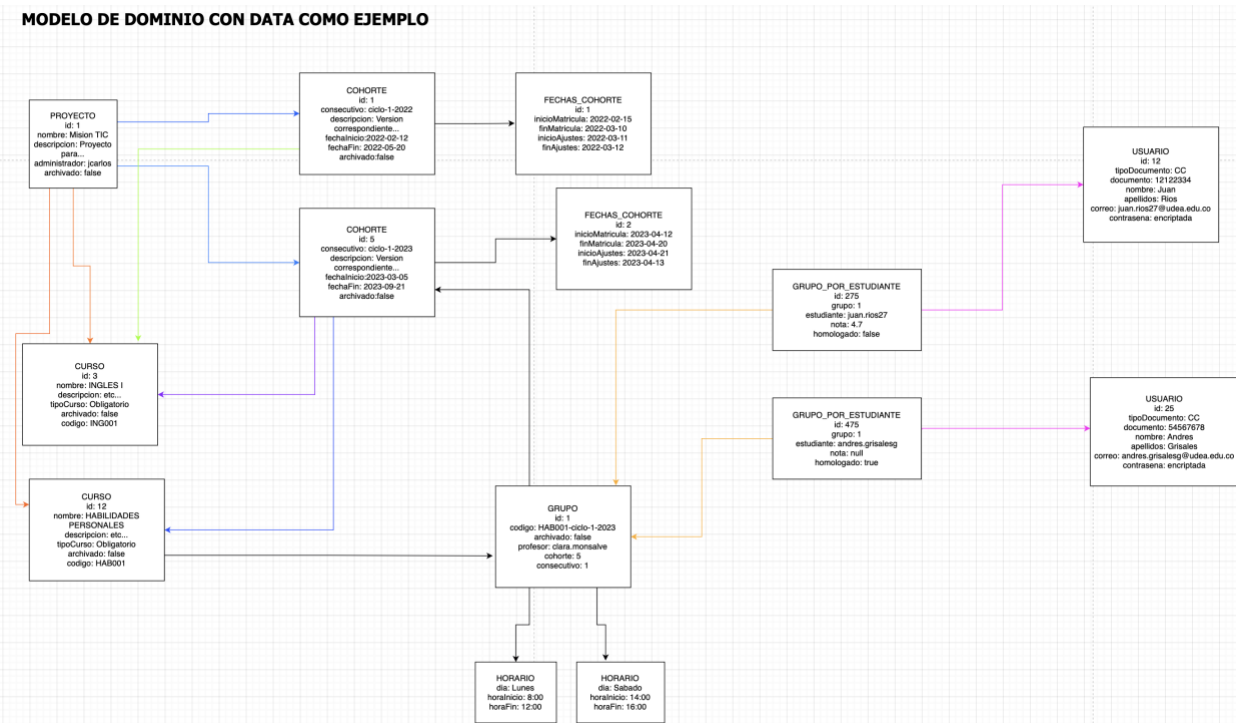 MODELO DE DOMINIO CON DATA COMO EJEMPLO
PROYECTO
id: 1
nombre: Mision TIC
descripcion: Proyecto
para...
administrador: jcarlos
archivado: false
COHORTE
id: 1
consecutivo: ciclo-1-2022
descripcion: Version
correspondiente...
fechaInicio:2022-02-12
fechaFin: 2022-05-20
archivado:false
FECHAS_COHORTE
id: 1
inicioMatricula: 2022-02-15
finMatricula: 2022-03-10
inicioAjustes: 2022-03-11
finAjustes: 2022-03-12
USUARIO
id: 12
tipoDocumento: CC
documento: 12122334
nombre: Juan
apellidos: Rios
correo: juan.rios27@udea.edu.co
contrasena: encriptada
COHORTE
id: 5
consecutivo: ciclo-1-2023
descripcion: Version
correspondiente...
fechaInicio:2023-03-05
fechaFin: 2023-09-21
archivado:false
FECHAS_COHORTE
id: 2
inicioMatricula: 2023-04-12
finMatricula: 2023-04-20
inicioAjustes: 2023-04-21
finAjustes: 2023-04-13
GRUPO_POR_ESTUDIANTE
id: 275
grupo: 1
estudiante: juan.rios27
nota: 4.7
homologado: false
CURSO
id: 3
nombre: INGLES I
descripcion: etc...
tipoCurso: Obligatorio
archivado: false
codigo: ING001
GRUPO_POR_ESTUDIANTE
id: 475
grupo: 1
estudiante: andres.grisalesg
nota: null
homologado: true
USUARIO
id: 25
tipoDocumento: CC
documento: 54567678
nombre: Andres
apellidos: Grisales
correo: andres.grisalesg@udea.edu.co
contrasena: encriptada
CURSO
id: 12
nombre: HABILIDADES
PERSONALES
descripcion: etc...
tipoCurso: Obligatorio
archivado: false
codigo: HAB001
GRUPO
id: 1
codigo: HAB001-ciclo-1-2023
archivado: false
profesor: clara.monsalve
cohorte: 5
consecutivo: 1
HORARIO
dia: Lunes
horaInicio: 8:00
horaFin: 12:00
HORARIO
dia: Sabado
horaInicio: 14:00
horaFin: 16:00